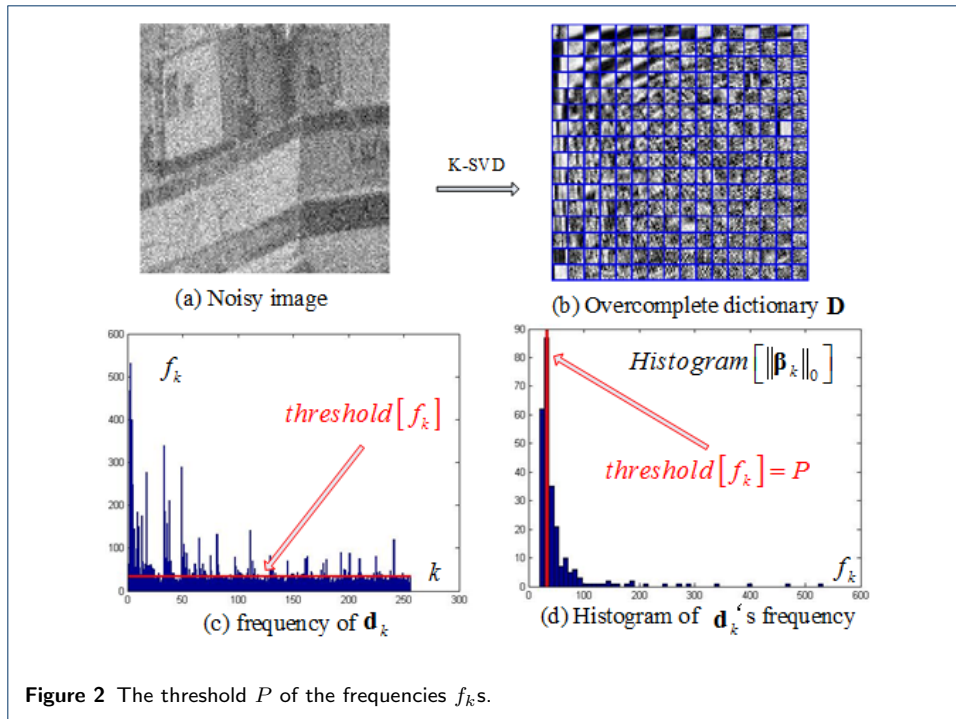 K-SVD
(a) Noisy image
(b) Overcomplete dictionary D
600
500
400
300
200
100
0
0 50 100 150 200 250 300
f_k
threshold[f_k]
k
(c) frequency of d_k
90
80
70
60
50
40
30
20
10
0
0 100 200 300 400 500 600
Histogram[‖β_k‖_0]
threshold[f_k] = P
f_k
(d) Histogram of d_k‘s frequency
Figure 2 The threshold P of the frequencies f_ks.